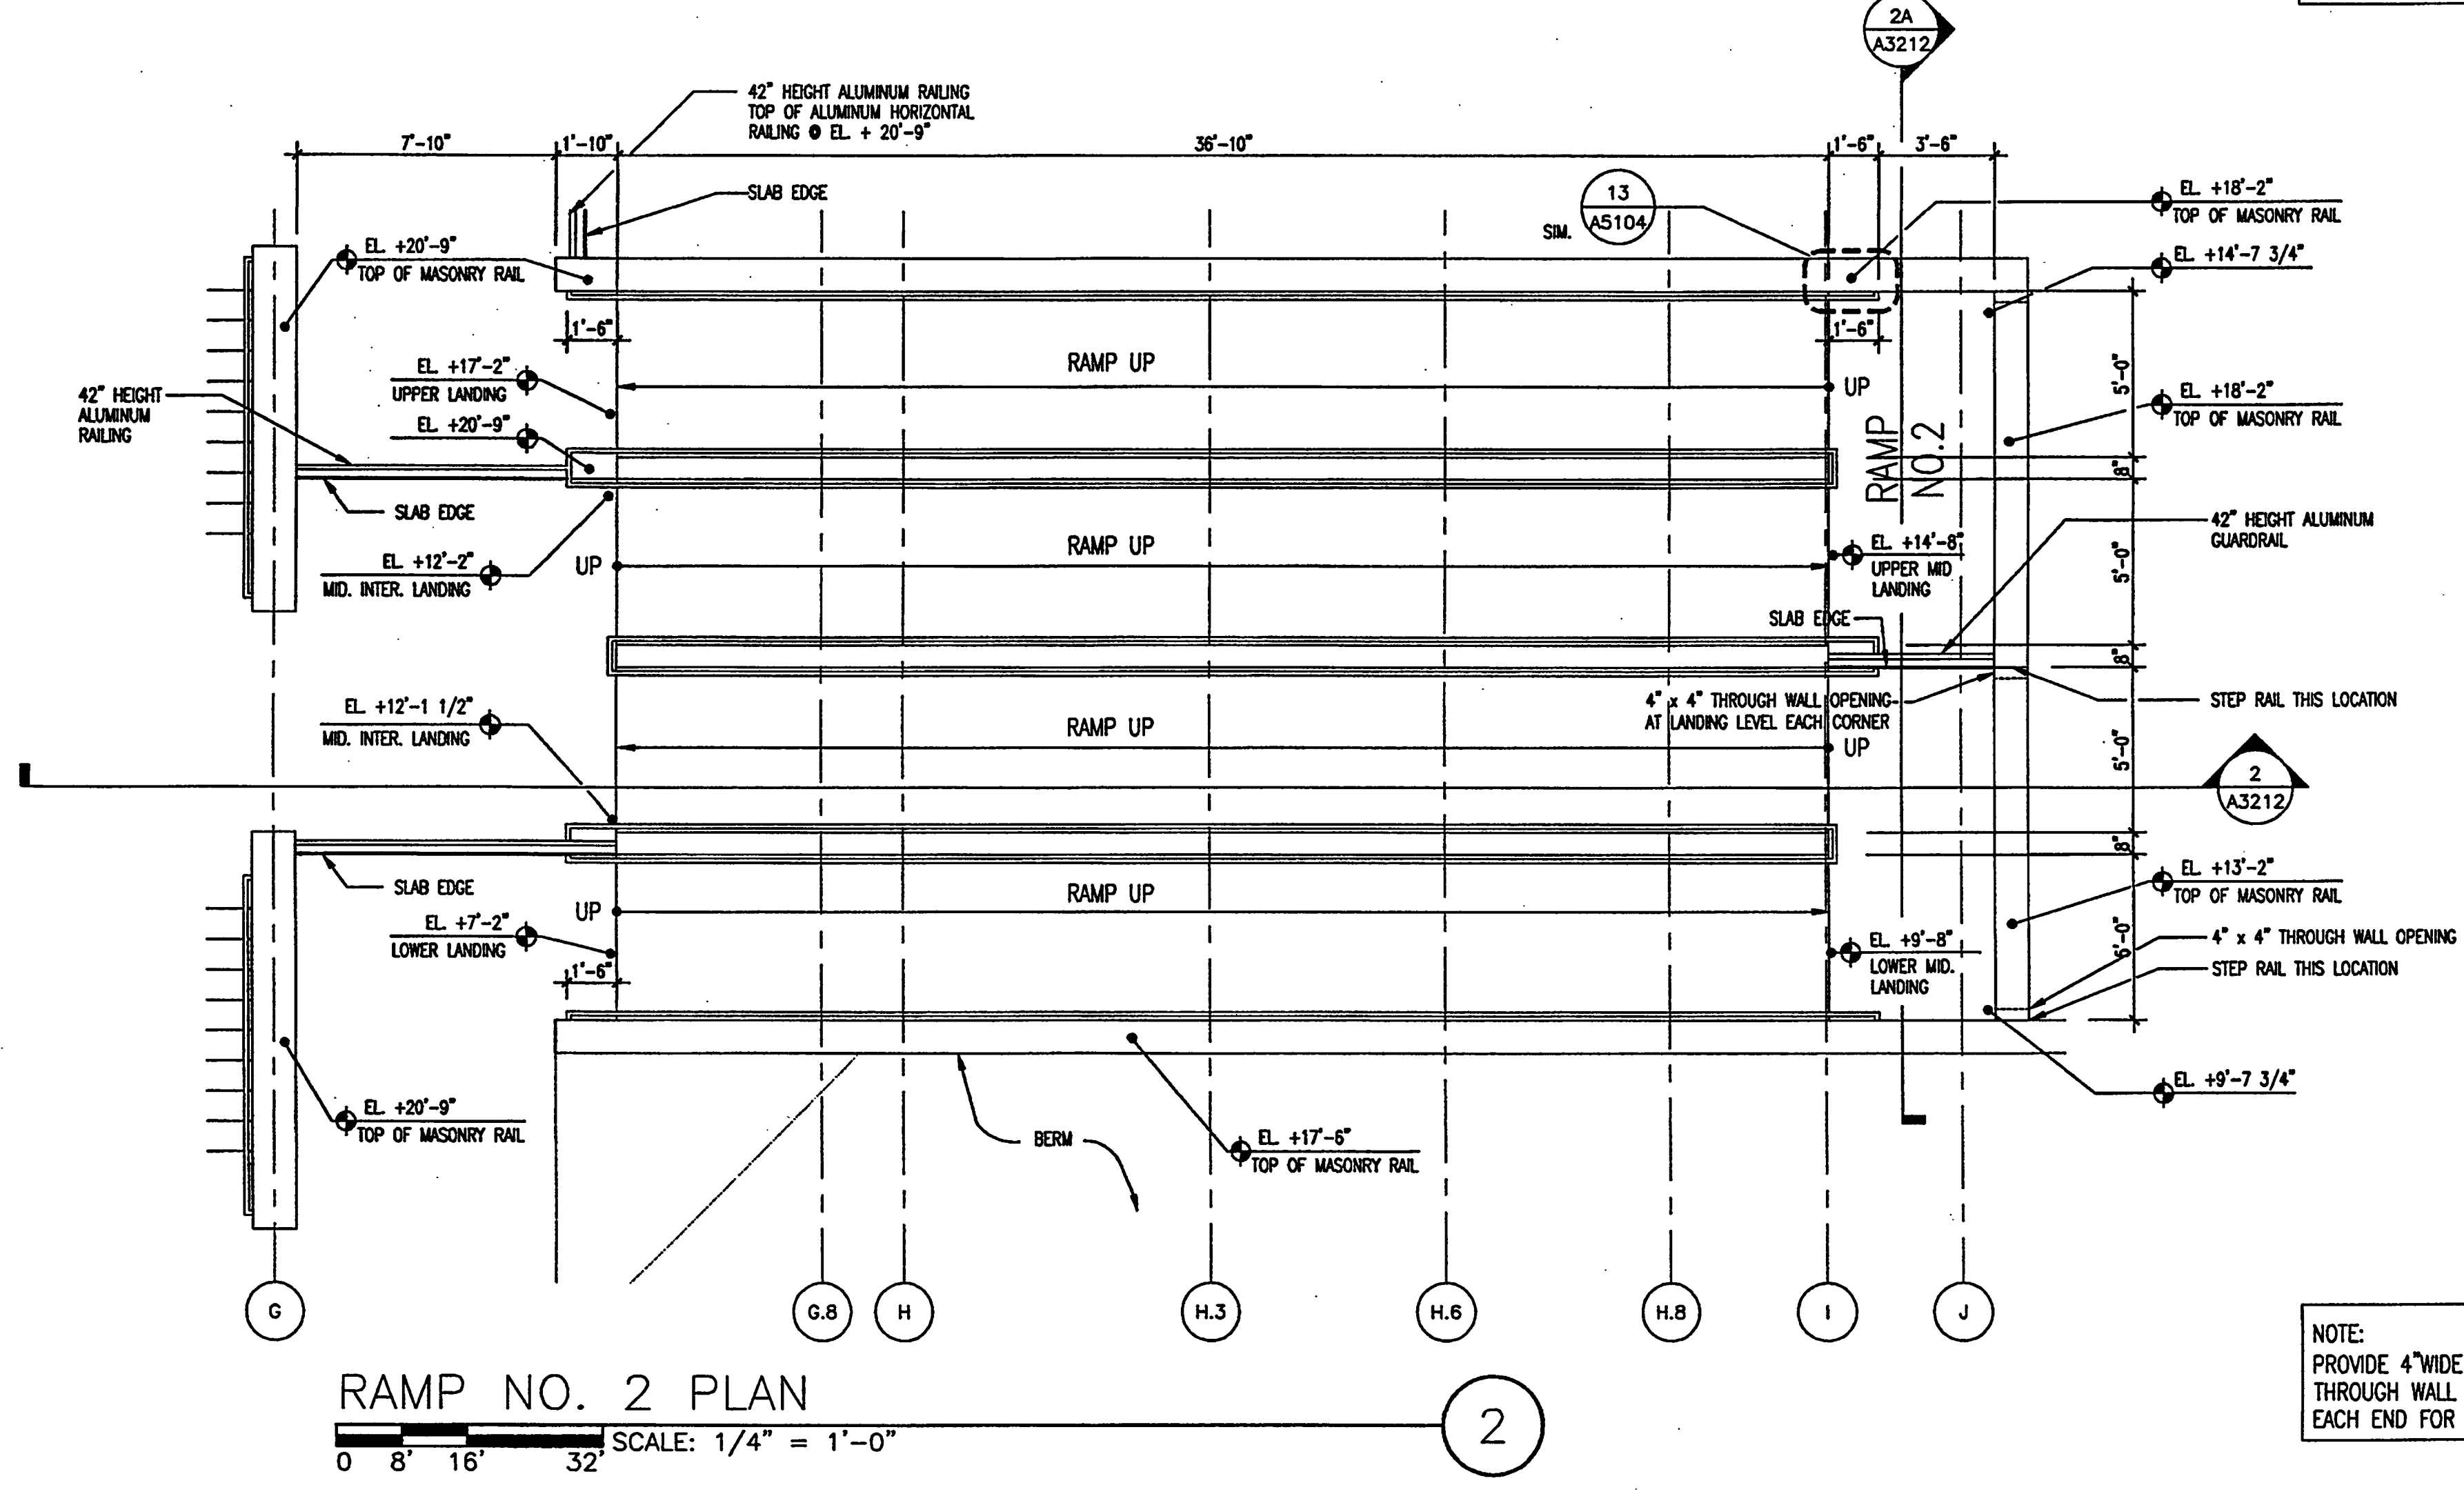 2A
A3212
42" HEIGHT ALUMINUM RAILING
TOP OF ALUMINUM HORIZONTAL
RAILING @ EL. + 20'-9"
7'-10"
1'-10"
36'-10"
1'-6"
3'-6"
SLAB EDGE
13
A5104
SIM.
EL. +18'-2"
TOP OF MASONRY RAIL
EL. +20'-9"
TOP OF MASONRY RAIL
EL. +14'-7 3/4"
1'-6"
1'-6"
RAMP UP
UP
EL. +17'-2"
UPPER LANDING
42" HEIGHT
ALUMINUM
RAILING
EL. +20'-9"
5'-0"
EL. +18'-2"
TOP OF MASONRY RAIL
RAMP
NO.2
8"
SLAB EDGE
42" HEIGHT ALUMINUM
GUARDRAIL
RAMP UP
EL. +12'-2"
MID. INTER. LANDING
UP
EL. +14'-8"
UPPER MID
LANDING
5'-0"
SLAB EDGE
8"
4" x 4" THROUGH WALL OPENING
AT LANDING LEVEL EACH CORNER
STEP RAIL THIS LOCATION
EL. +12'-1 1/2"
MID. INTER. LANDING
RAMP UP
UP
5'-0"
2
A3212
8"
SLAB EDGE
RAMP UP
UP
EL. +7'-2"
LOWER LANDING
EL. +13'-2"
TOP OF MASONRY RAIL
1'-6"
EL. +9'-8"
LOWER MID.
LANDING
6'-0"
4" x 4" THROUGH WALL OPENING
STEP RAIL THIS LOCATION
EL. +9'-7 3/4"
EL. +20'-9"
TOP OF MASONRY RAIL
BERM
EL. +17'-6"
TOP OF MASONRY RAIL
G
G.8
H
H.3
H.6
H.8
I
J
NOTE:
PROVIDE 4"WIDE
THROUGH WALL
EACH END FOR
RAMP NO. 2 PLAN
2
SCALE: 1/4" = 1'-0"
0 8' 16' 32'